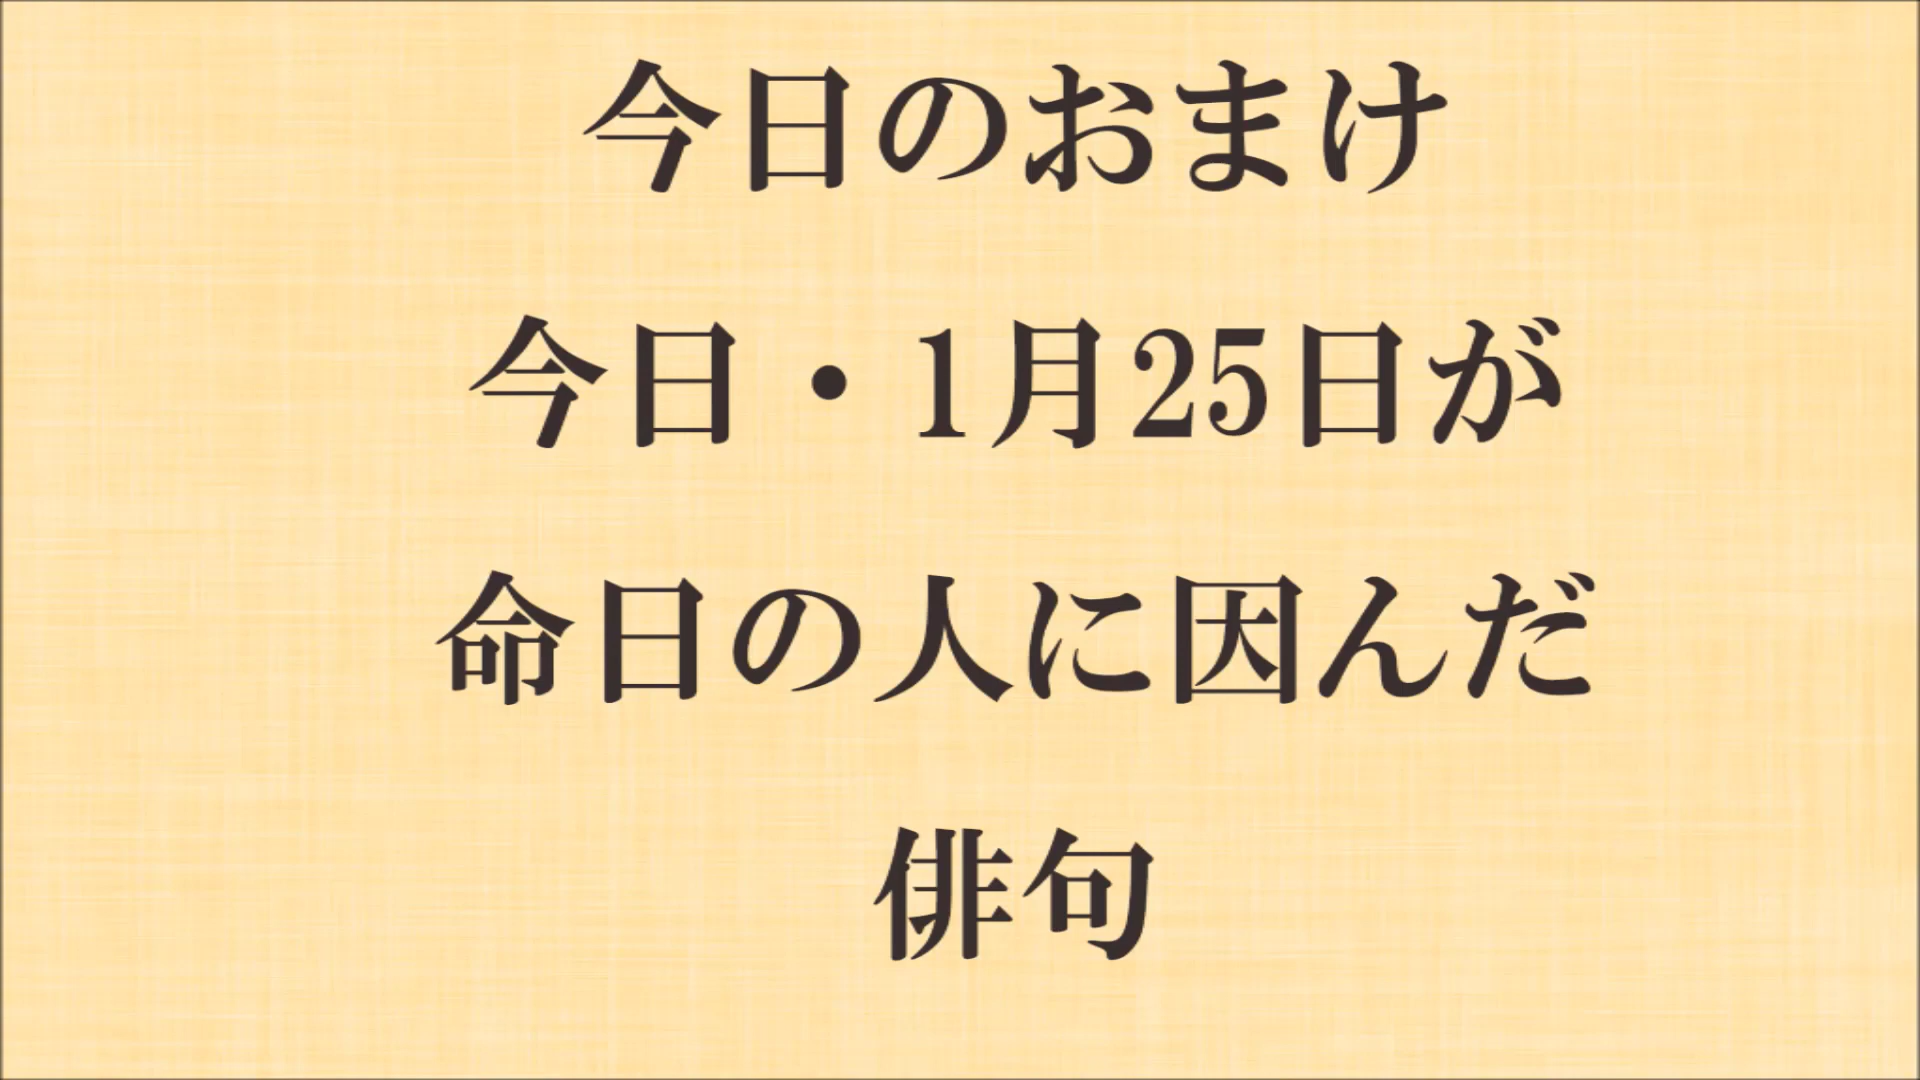 今日のおまけ
今日・1月25日が
命日の人に因んだ
俳句